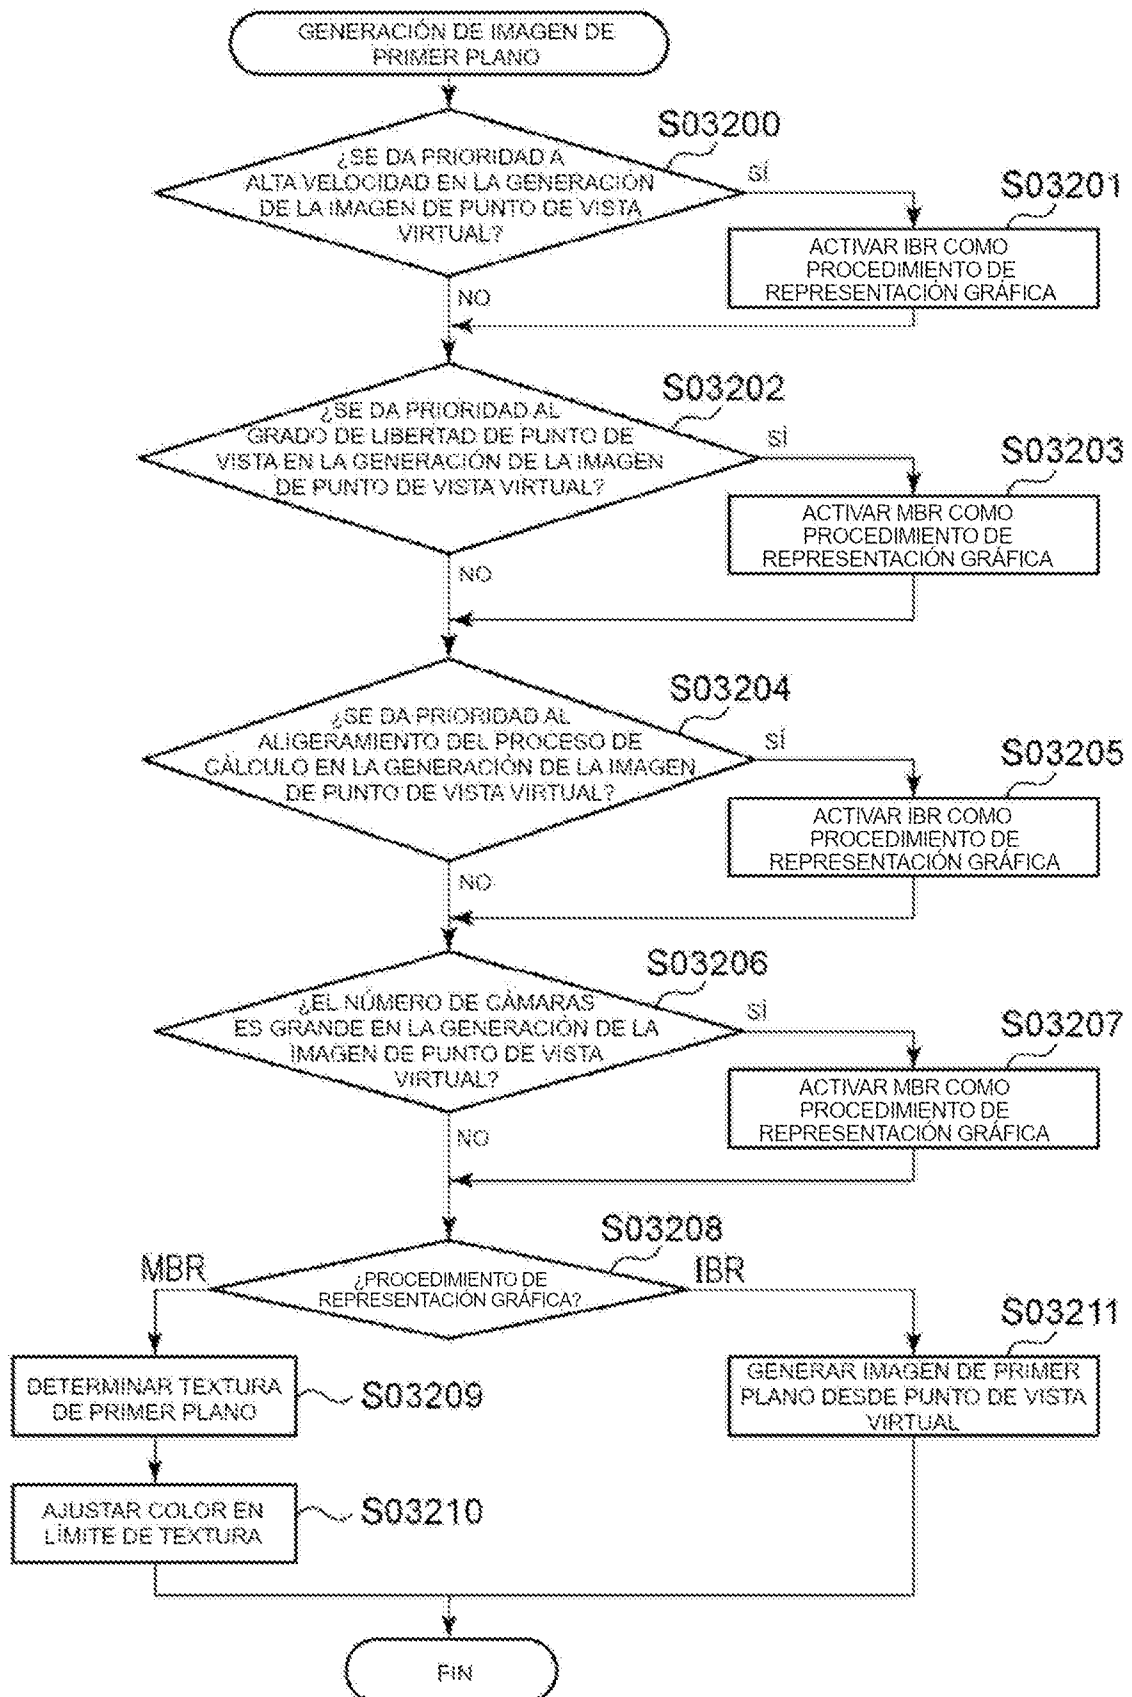 GENERACIÓN DE IMAGEN DE
PRIMER PLANO
S03200
¿SE DA PRIORIDAD A
ALTA VELOCIDAD EN LA GENERACIÓN
DE LA IMAGEN DE PUNTO DE VISTA
VIRTUAL?
sí
NO
S03201
ACTIVAR IBR COMO
PROCEDIMIENTO DE
REPRESENTACIÓN GRÁFICA
S03202
¿SE DA PRIORIDAD AL
GRADO DE LIBERTAD DE PUNTO DE
VISTA EN LA GENERACIÓN DE LA IMAGEN
DE PUNTO DE VISTA VIRTUAL?
sí
NO
S03203
ACTIVAR MBR COMO
PROCEDIMIENTO DE
REPRESENTACIÓN GRÁFICA
S03204
¿SE DA PRIORIDAD AL
ALIGERAMIENTO DEL PROCESO DE
CÁLCULO EN LA GENERACIÓN DE LA IMAGEN
DE PUNTO DE VISTA VIRTUAL?
sí
NO
S03205
ACTIVAR IBR COMO
PROCEDIMIENTO DE
REPRESENTACIÓN GRÁFICA
S03206
¿EL NÚMERO DE CÁMARAS
ES GRANDE EN LA GENERACIÓN DE LA
IMAGEN DE PUNTO DE VISTA
VIRTUAL?
sí
NO
S03207
ACTIVAR MBR COMO
PROCEDIMIENTO DE
REPRESENTACIÓN GRÁFICA
S03208
¿PROCEDIMIENTO DE
REPRESENTACIÓN GRÁFICA?
MBR
IBR
DETERMINAR TEXTURA
DE PRIMER PLANO
S03209
AJUSTAR COLOR EN
LÍMITE DE TEXTURA
S03210
S03211
GENERAR IMAGEN DE PRIMER
PLANO DESDE PUNTO DE VISTA
VIRTUAL
FIN